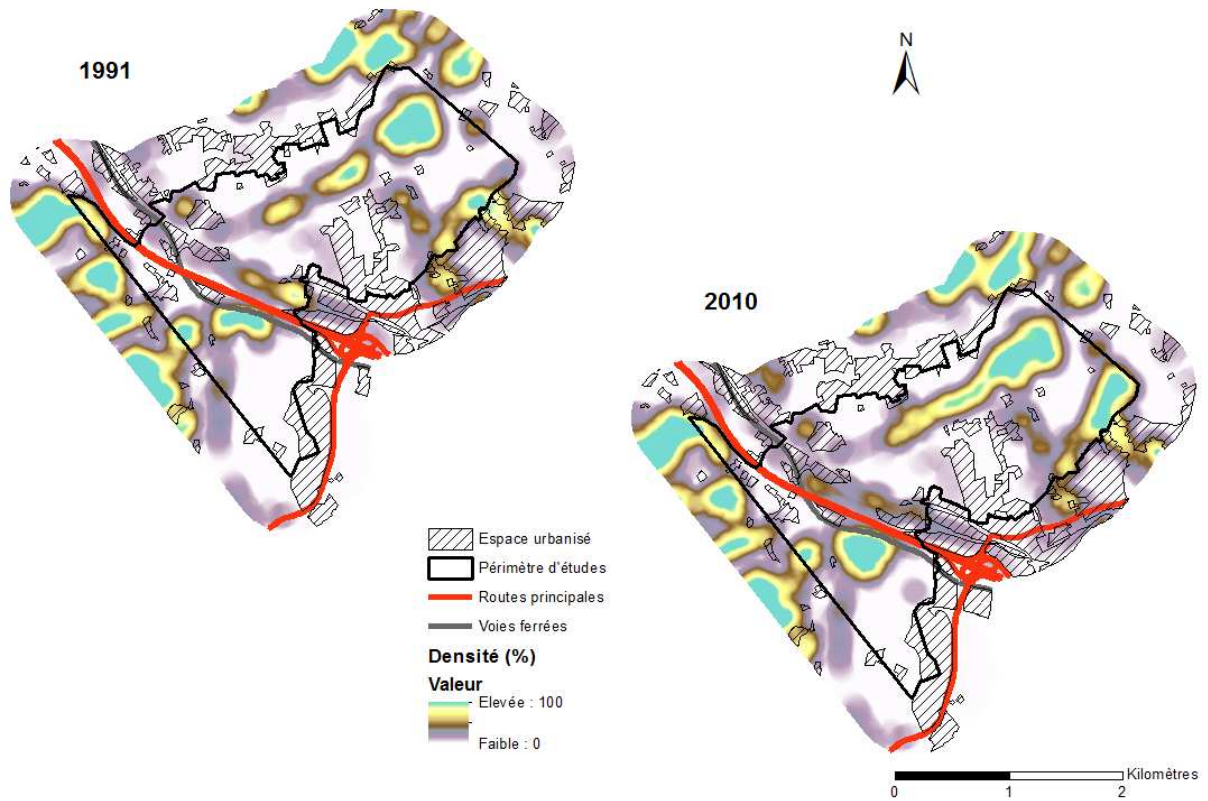 1991
N
2010
Espace urbanisé
Périmètre d'études
Routes principales
Voies ferrées
Densité (%)
Valeur
Elevée : 100
Faible : 0
Kilomètres
0 1 2